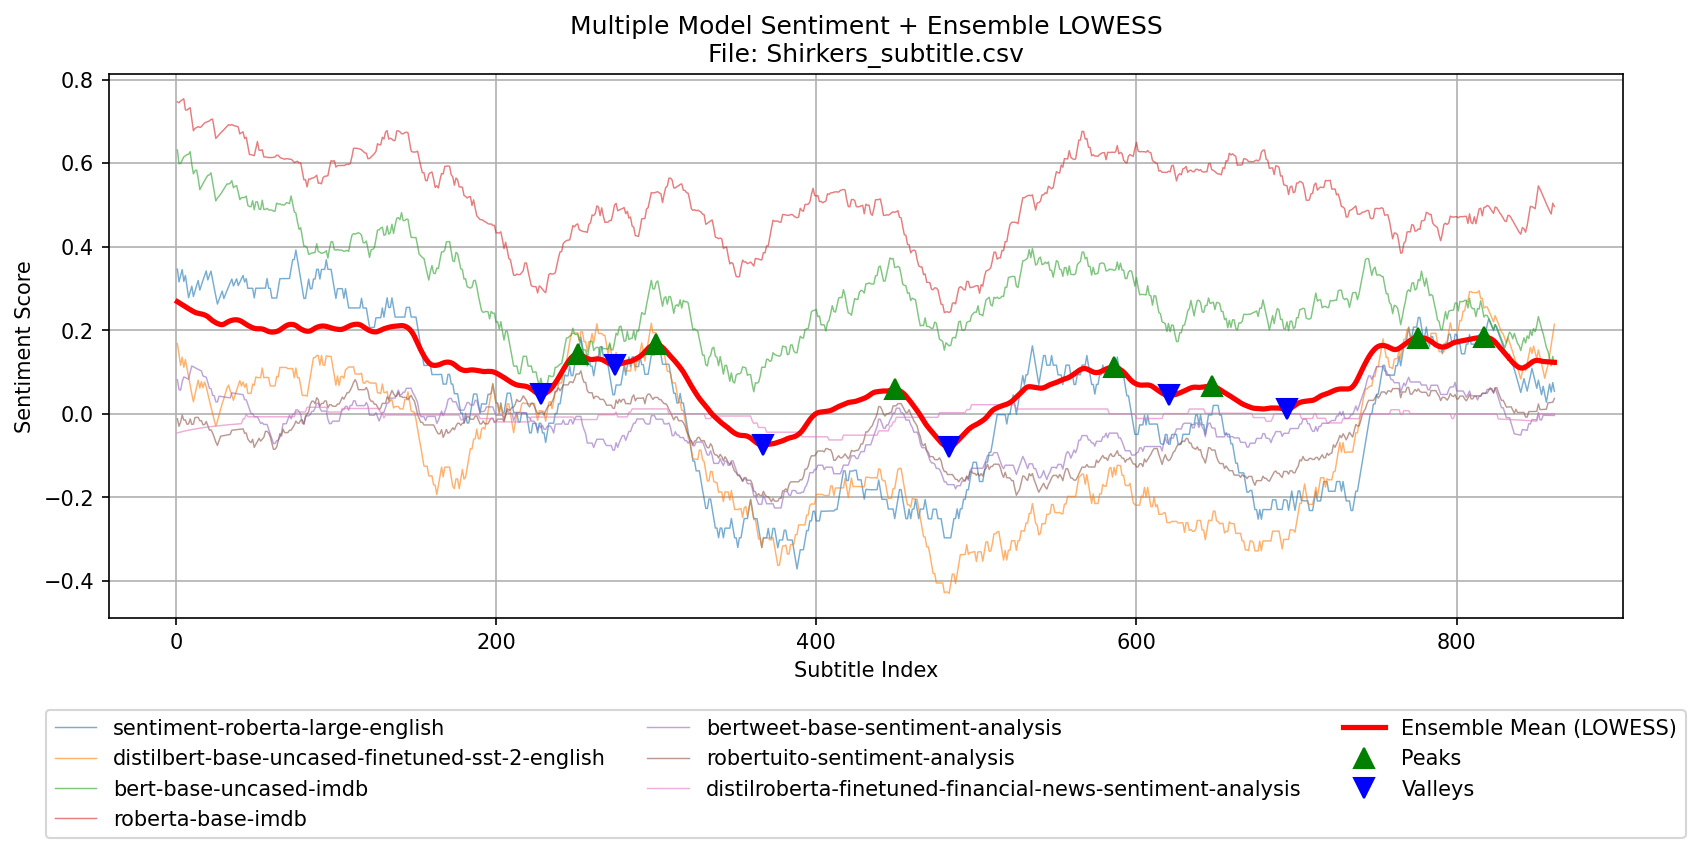 Multiple Model Sentiment + Ensemble LOWESS
File: Shirkers_subtitle.csv
Sentiment Score
0.8
0.6
0.4
0.2
0.0
−0.2
−0.4
0
200
400
600
800
Subtitle Index
sentiment-roberta-large-english
distilbert-base-uncased-finetuned-sst-2-english
bert-base-uncased-imdb
roberta-base-imdb
bertweet-base-sentiment-analysis
robertuito-sentiment-analysis
distilroberta-finetuned-financial-news-sentiment-analysis
Ensemble Mean (LOWESS)
Peaks
Valleys